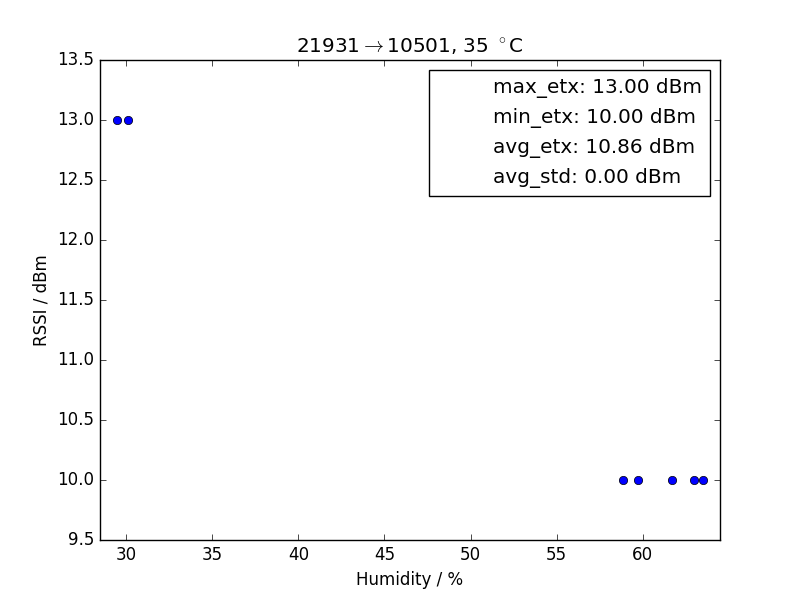 21931→10501, 35 °C
max_etx: 13.00 dBm
min_etx: 10.00 dBm
avg_etx: 10.86 dBm
avg_std: 0.00 dBm
13.5
13.0
12.5
12.0
11.5
11.0
10.5
10.0
9.5
RSSI / dBm
30 35 40 45 50 55 60
Humidity / %